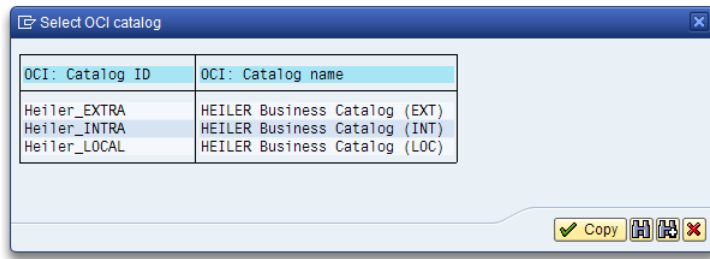 Select OCI catalog
OCI: Catalog ID OCI: Catalog name
Heiler_EXTRA HEILER Business Catalog (EXT)
Heiler_INTRA HEILER Business Catalog (INT)
Heiler_LOCAL HEILER Business Catalog (LOC)
Copy